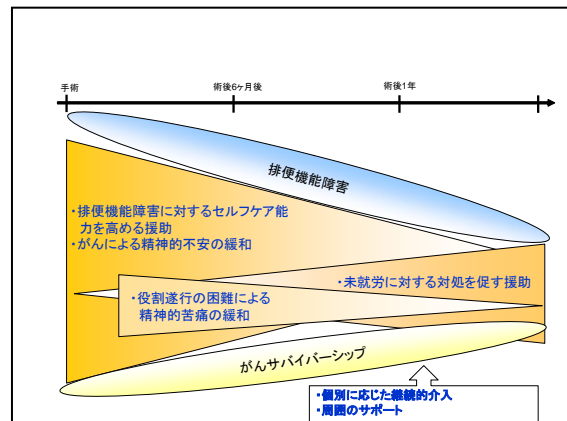 手術
術後6ヶ月後
術後1年
排便機能障害
・排便機能障害に対するセルフケア能
力を高める援助
・がんによる精神的不安の緩和
・未就労に対する対処を促す援助
・役割遂行の困難による
精神的苦痛の緩和
がんサバイバーシップ
・個別に応じた継続的介入
・周囲のサポート